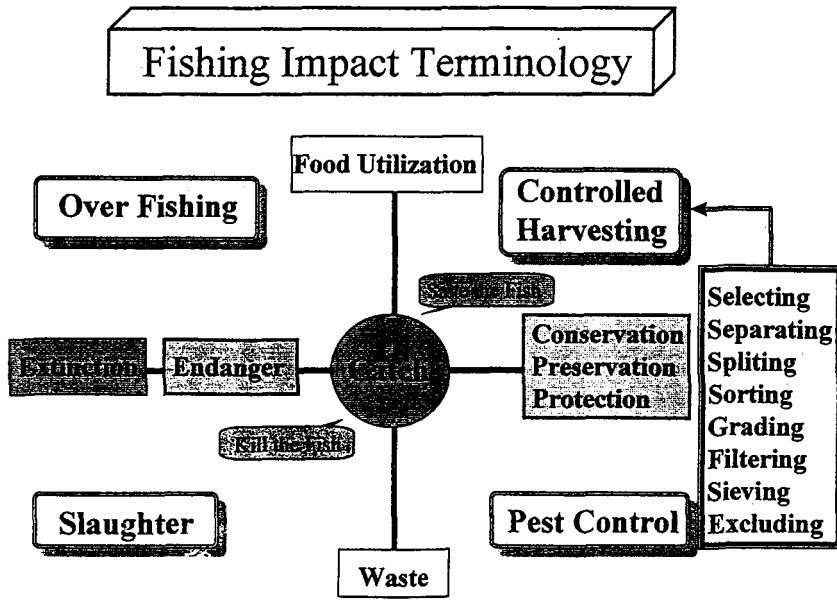 Fishing Impact Terminology
Food Utilization
Over Fishing
Controlled
Harvesting
Save the Fish
Selecting
Separating
Spliting
Sorting
Grading
Filtering
Sieving
Excluding
Extinction
Endanger
Catch
Conservation
Preservation
Protection
Kill the Fish
Slaughter
Pest Control
Waste